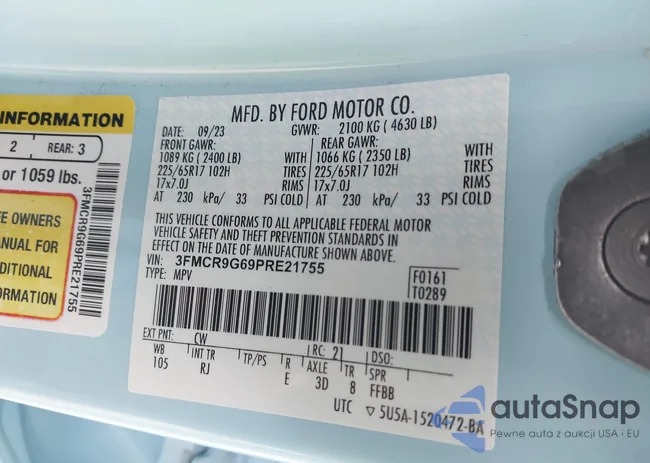 INFORMATION
2 REAR: 3
or 1059 lbs.
OWNERS
MANUAL FOR
ADDITIONAL
INFORMATION
3FMCR9G69PRE21755
MFD. BY FORD MOTOR CO.
DATE: 09/23 GVWR: 2100 KG ( 4630 LB)
FRONT GAWR: REAR GAWR:
1089 KG ( 2400 LB) WITH 1066 KG ( 2350 LB) WITH
225/65R17 102H TIRES 225/65R17 102H TIRES
17x7.0J RIMS 17x7.0J RIMS
AT 230 kPa/ 33 PSI COLD AT 230 kPa/ 33 PSI COLD
THIS VEHICLE CONFORMS TO ALL APPLICABLE FEDERAL MOTOR
VEHICLE SAFETY AND THEFT PREVENTION STANDARDS IN
EFFECT ON THE DATE OF MANUFACTURE SHOWN ABOVE.
VIN: 3FMCR9G69PRE21755
TYPE: MPV
F0161
T0289
EXT PNT: CW RC: 21 DSO:
WB INT TR TP/PS R AXLE TR SPR
105 RJ E 3D 8 FFBB
UTC ▽ 5U5A-1520472-BA
autoSnap
Pewne auta z aukcji USA i EU